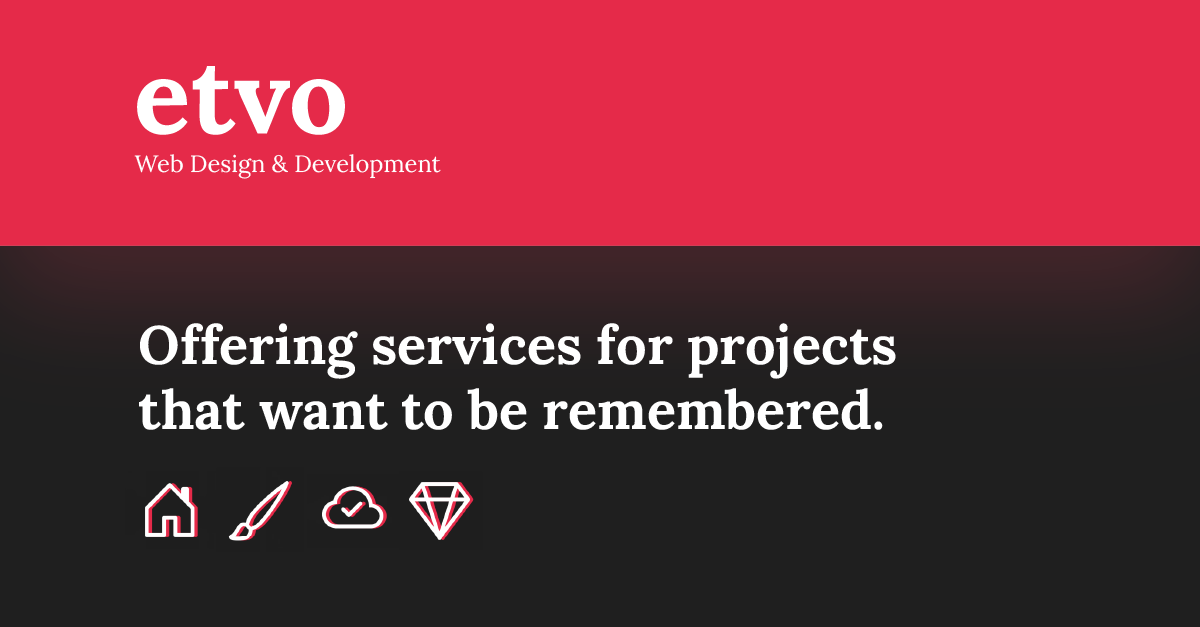 etvo
Web Design & Development
Offering services for projects
that want to be remembered.